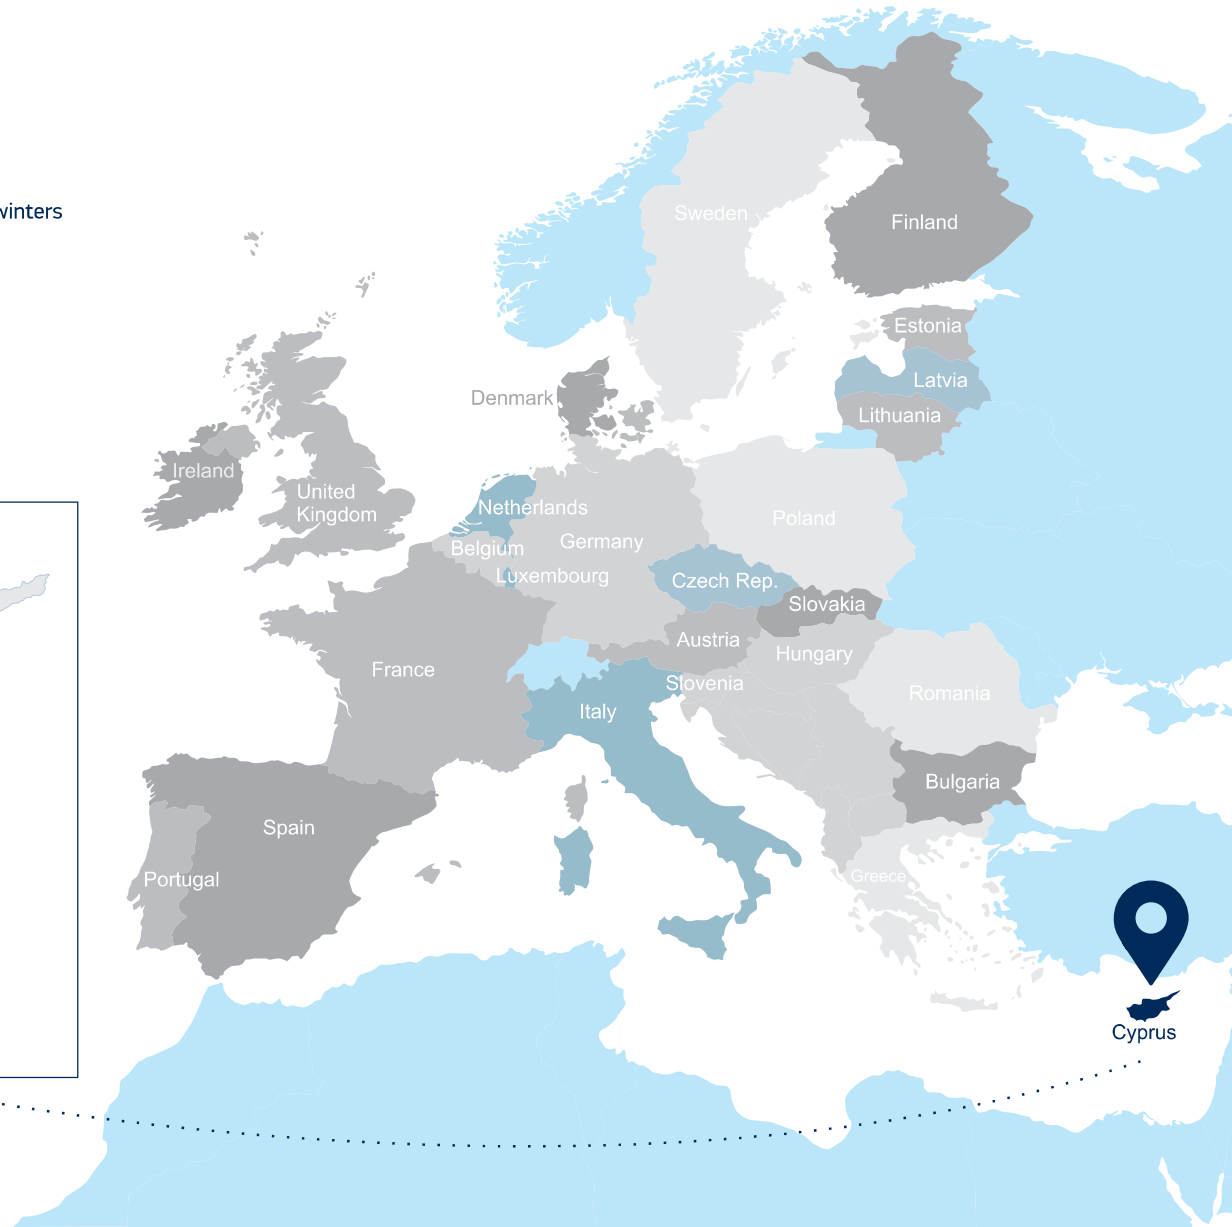 winters
Sweden
Finland
Estonia
Latvia
Lithuania
Denmark
Ireland
United
Kingdom
Netherlands
Belgium
Germany
Poland
Luxembourg
Czech Rep.
Slovakia
Austria
Hungary
France
Slovenia
Romania
Italy
Bulgaria
Spain
Portugal
Greece
Cyprus